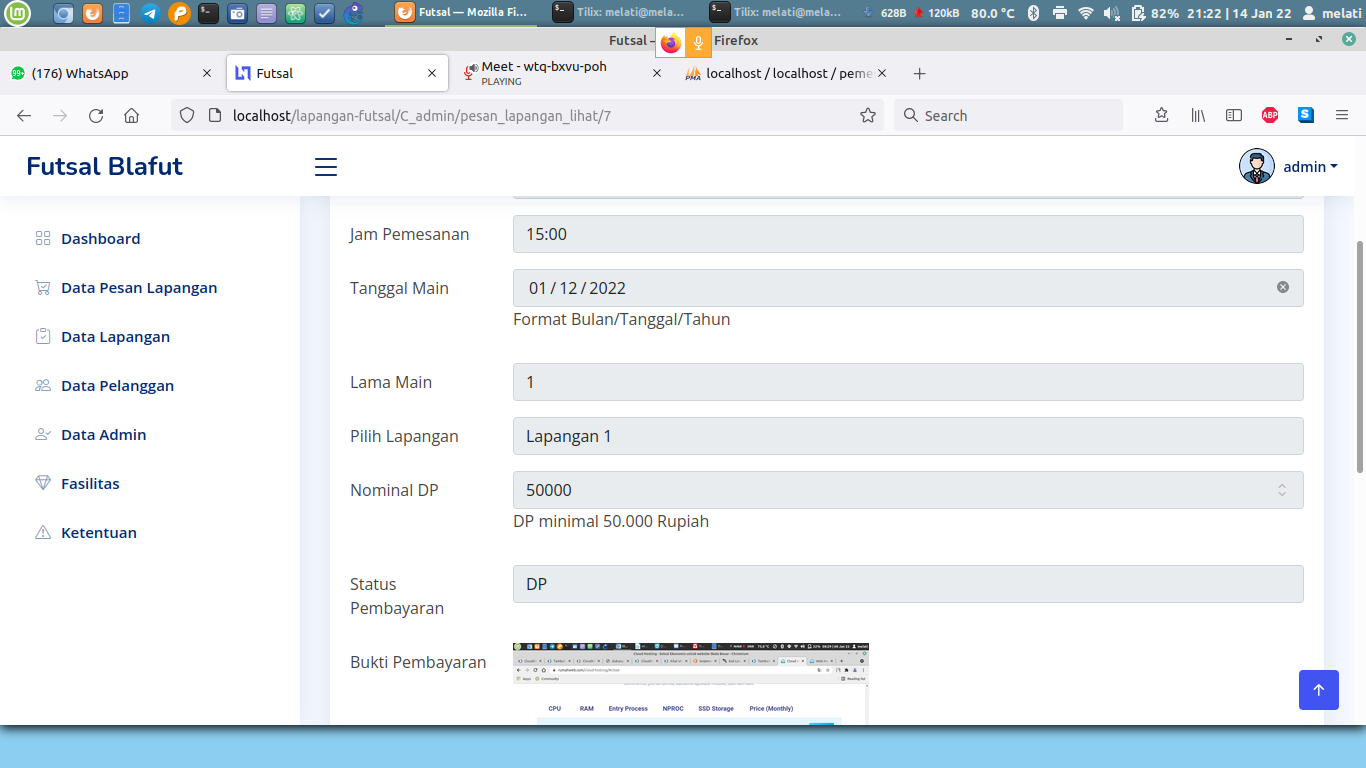 Futsal — Mozilla Fi...
Tilix: melati@mela...
Tilix: melati@mela...
628B
120kB
80.0 °C
82%
21:22 | 14 Jan 22
melati
Futsal –
Firefox
99+
(176) WhatsApp
Futsal
Meet - wtq-bxvu-poh
PLAYING
PMA
localhost / localhost / peme
localhost/lapangan-futsal/C_admin/pesan_lapangan_lihat/7
Search
ABP
S
Futsal Blafut
admin
Dashboard
Data Pesan Lapangan
Data Lapangan
Data Pelanggan
Data Admin
Fasilitas
Ketentuan
Jam Pemesanan
15:00
Tanggal Main
01 / 12 / 2022
Format Bulan/Tanggal/Tahun
Lama Main
1
Pilih Lapangan
Lapangan 1
Nominal DP
50000
DP minimal 50.000 Rupiah
Status
Pembayaran
DP
Bukti Pembayaran
CPU
RAM
Entry Process
NPROC
SSD Storage
Price (Monthly)